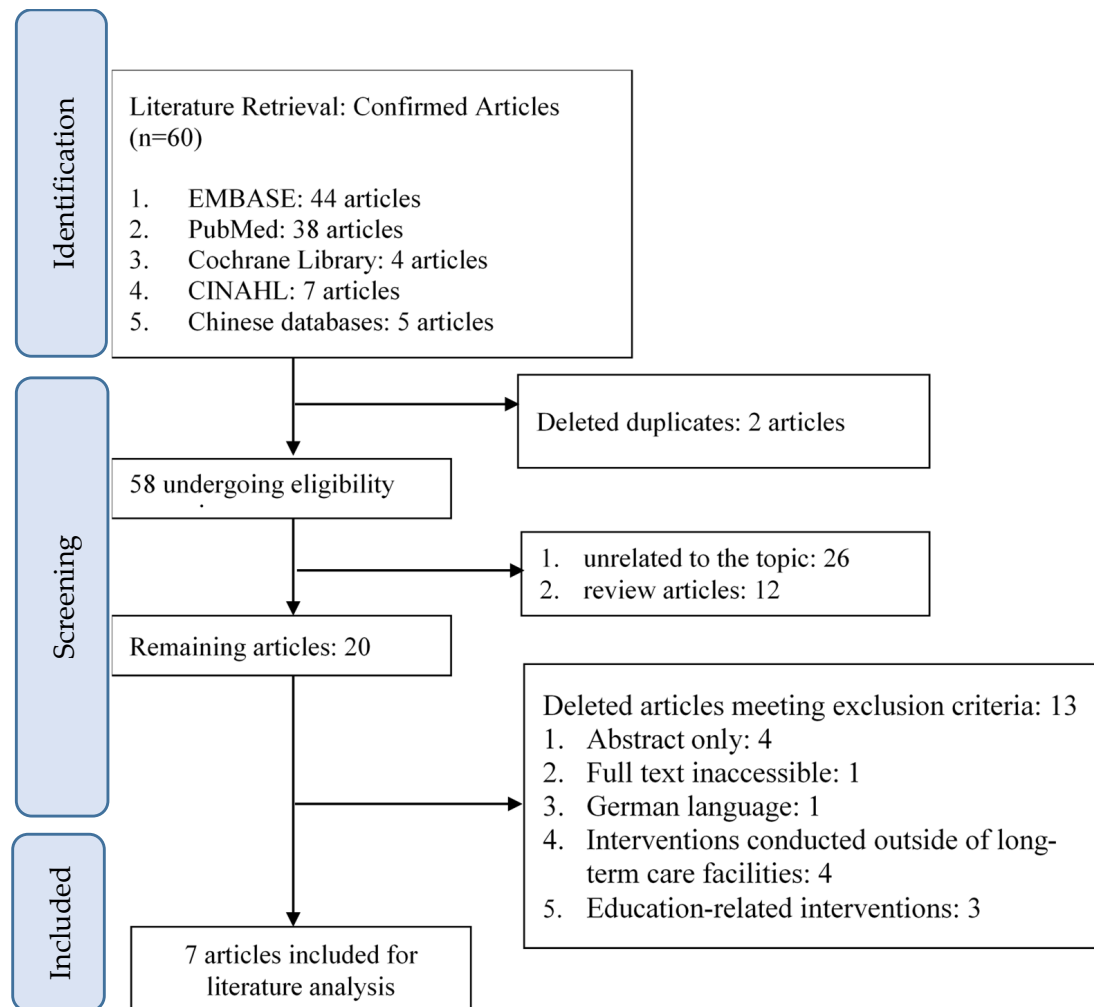 Identification
Literature Retrieval: Confirmed Articles
(n=60)
1. EMBASE: 44 articles
2. PubMed: 38 articles
3. Cochrane Library: 4 articles
4. CINAHL: 7 articles
5. Chinese databases: 5 articles
Screening
Deleted duplicates: 2 articles
58 undergoing eligibility
.
1. unrelated to the topic: 26
2. review articles: 12
Remaining articles: 20
Deleted articles meeting exclusion criteria: 13
1. Abstract only: 4
2. Full text inaccessible: 1
3. German language: 1
4. Interventions conducted outside of long-
term care facilities: 4
5. Education-related interventions: 3
Included
7 articles included for
literature analysis